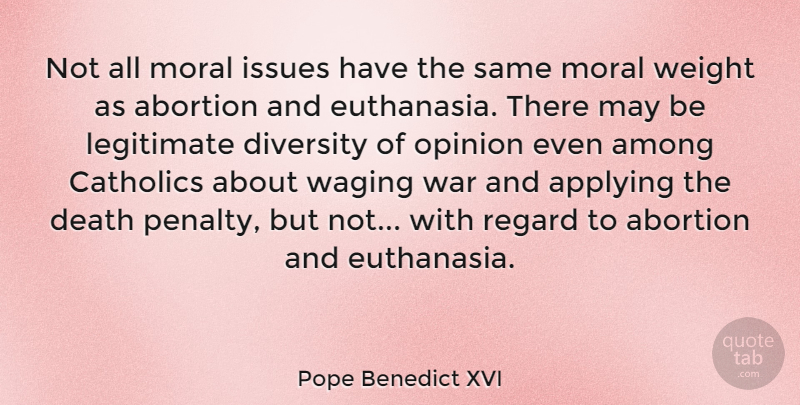 Not all moral issues have the same moral weight
as abortion and euthanasia. There may be
legitimate diversity of opinion even among
Catholics about waging war and applying the
death penalty, but not... with regard to abortion
and euthanasia.
Pope Benedict XVI
quote
tab
.com